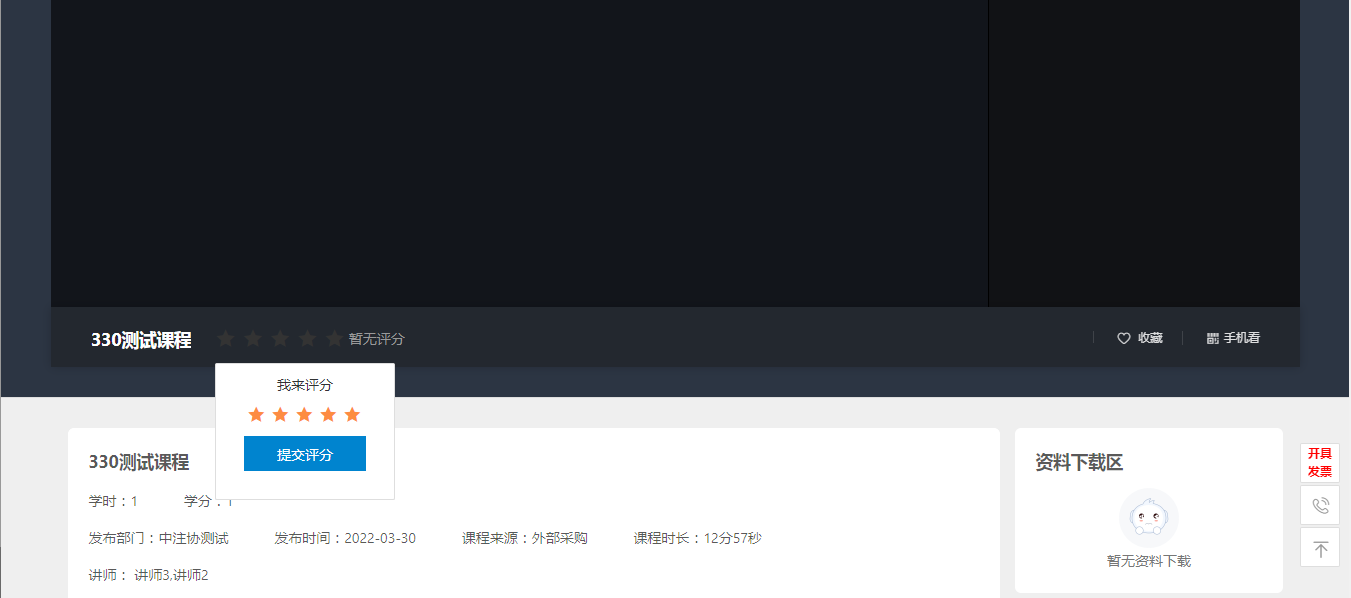 330测试课程 暂无评分 收藏 手机看
我来评分
提交评分
330测试课程
学时：1 学分：1
发布部门：中注协测试 发布时间：2022-03-30 课程来源：外部采购 课程时长：12分57秒
讲师： 讲师3,讲师2
资料下载区
暂无资料下载
开具
发票